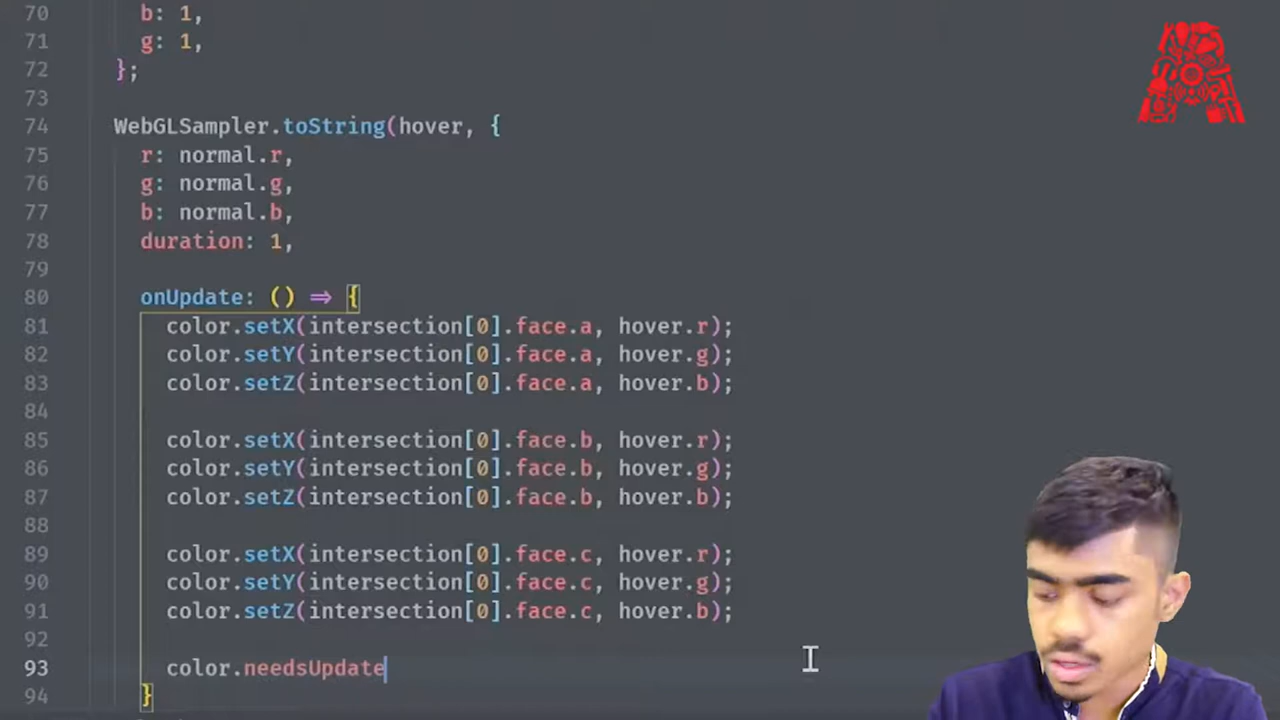 70 b: 1,
71 g: 1,
72 };
73
74 WebGLSampler.toString(hover, {
75 r: normal.r,
76 g: normal.g,
77 b: normal.b,
78 duration: 1,
79
80 onUpdate: () => {
81 color.setX(intersection[0].face.a, hover.r);
82 color.setY(intersection[0].face.a, hover.g);
83 color.setZ(intersection[0].face.a, hover.b);
84
85 color.setX(intersection[0].face.b, hover.r);
86 color.setY(intersection[0].face.b, hover.g);
87 color.setZ(intersection[0].face.b, hover.b);
88
89 color.setX(intersection[0].face.c, hover.r);
90 color.setY(intersection[0].face.c, hover.g);
91 color.setZ(intersection[0].face.c, hover.b);
92
93 color.needsUpdate
94 }
A